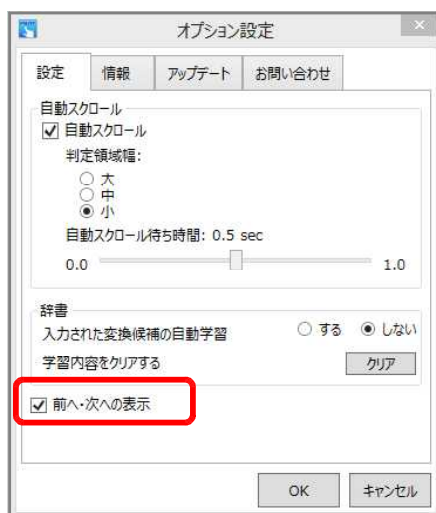 オプション設定
設定 情報 アップデート お問い合わせ
自動スクロール
自動スクロール
判定領域幅:
大
中
小
自動スクロール待ち時間: 0.5 sec
0.0 1.0
辞書
入力された変換候補の自動学習 する しない
学習内容をクリアする クリア
前へ・次への表示
OK キャンセル